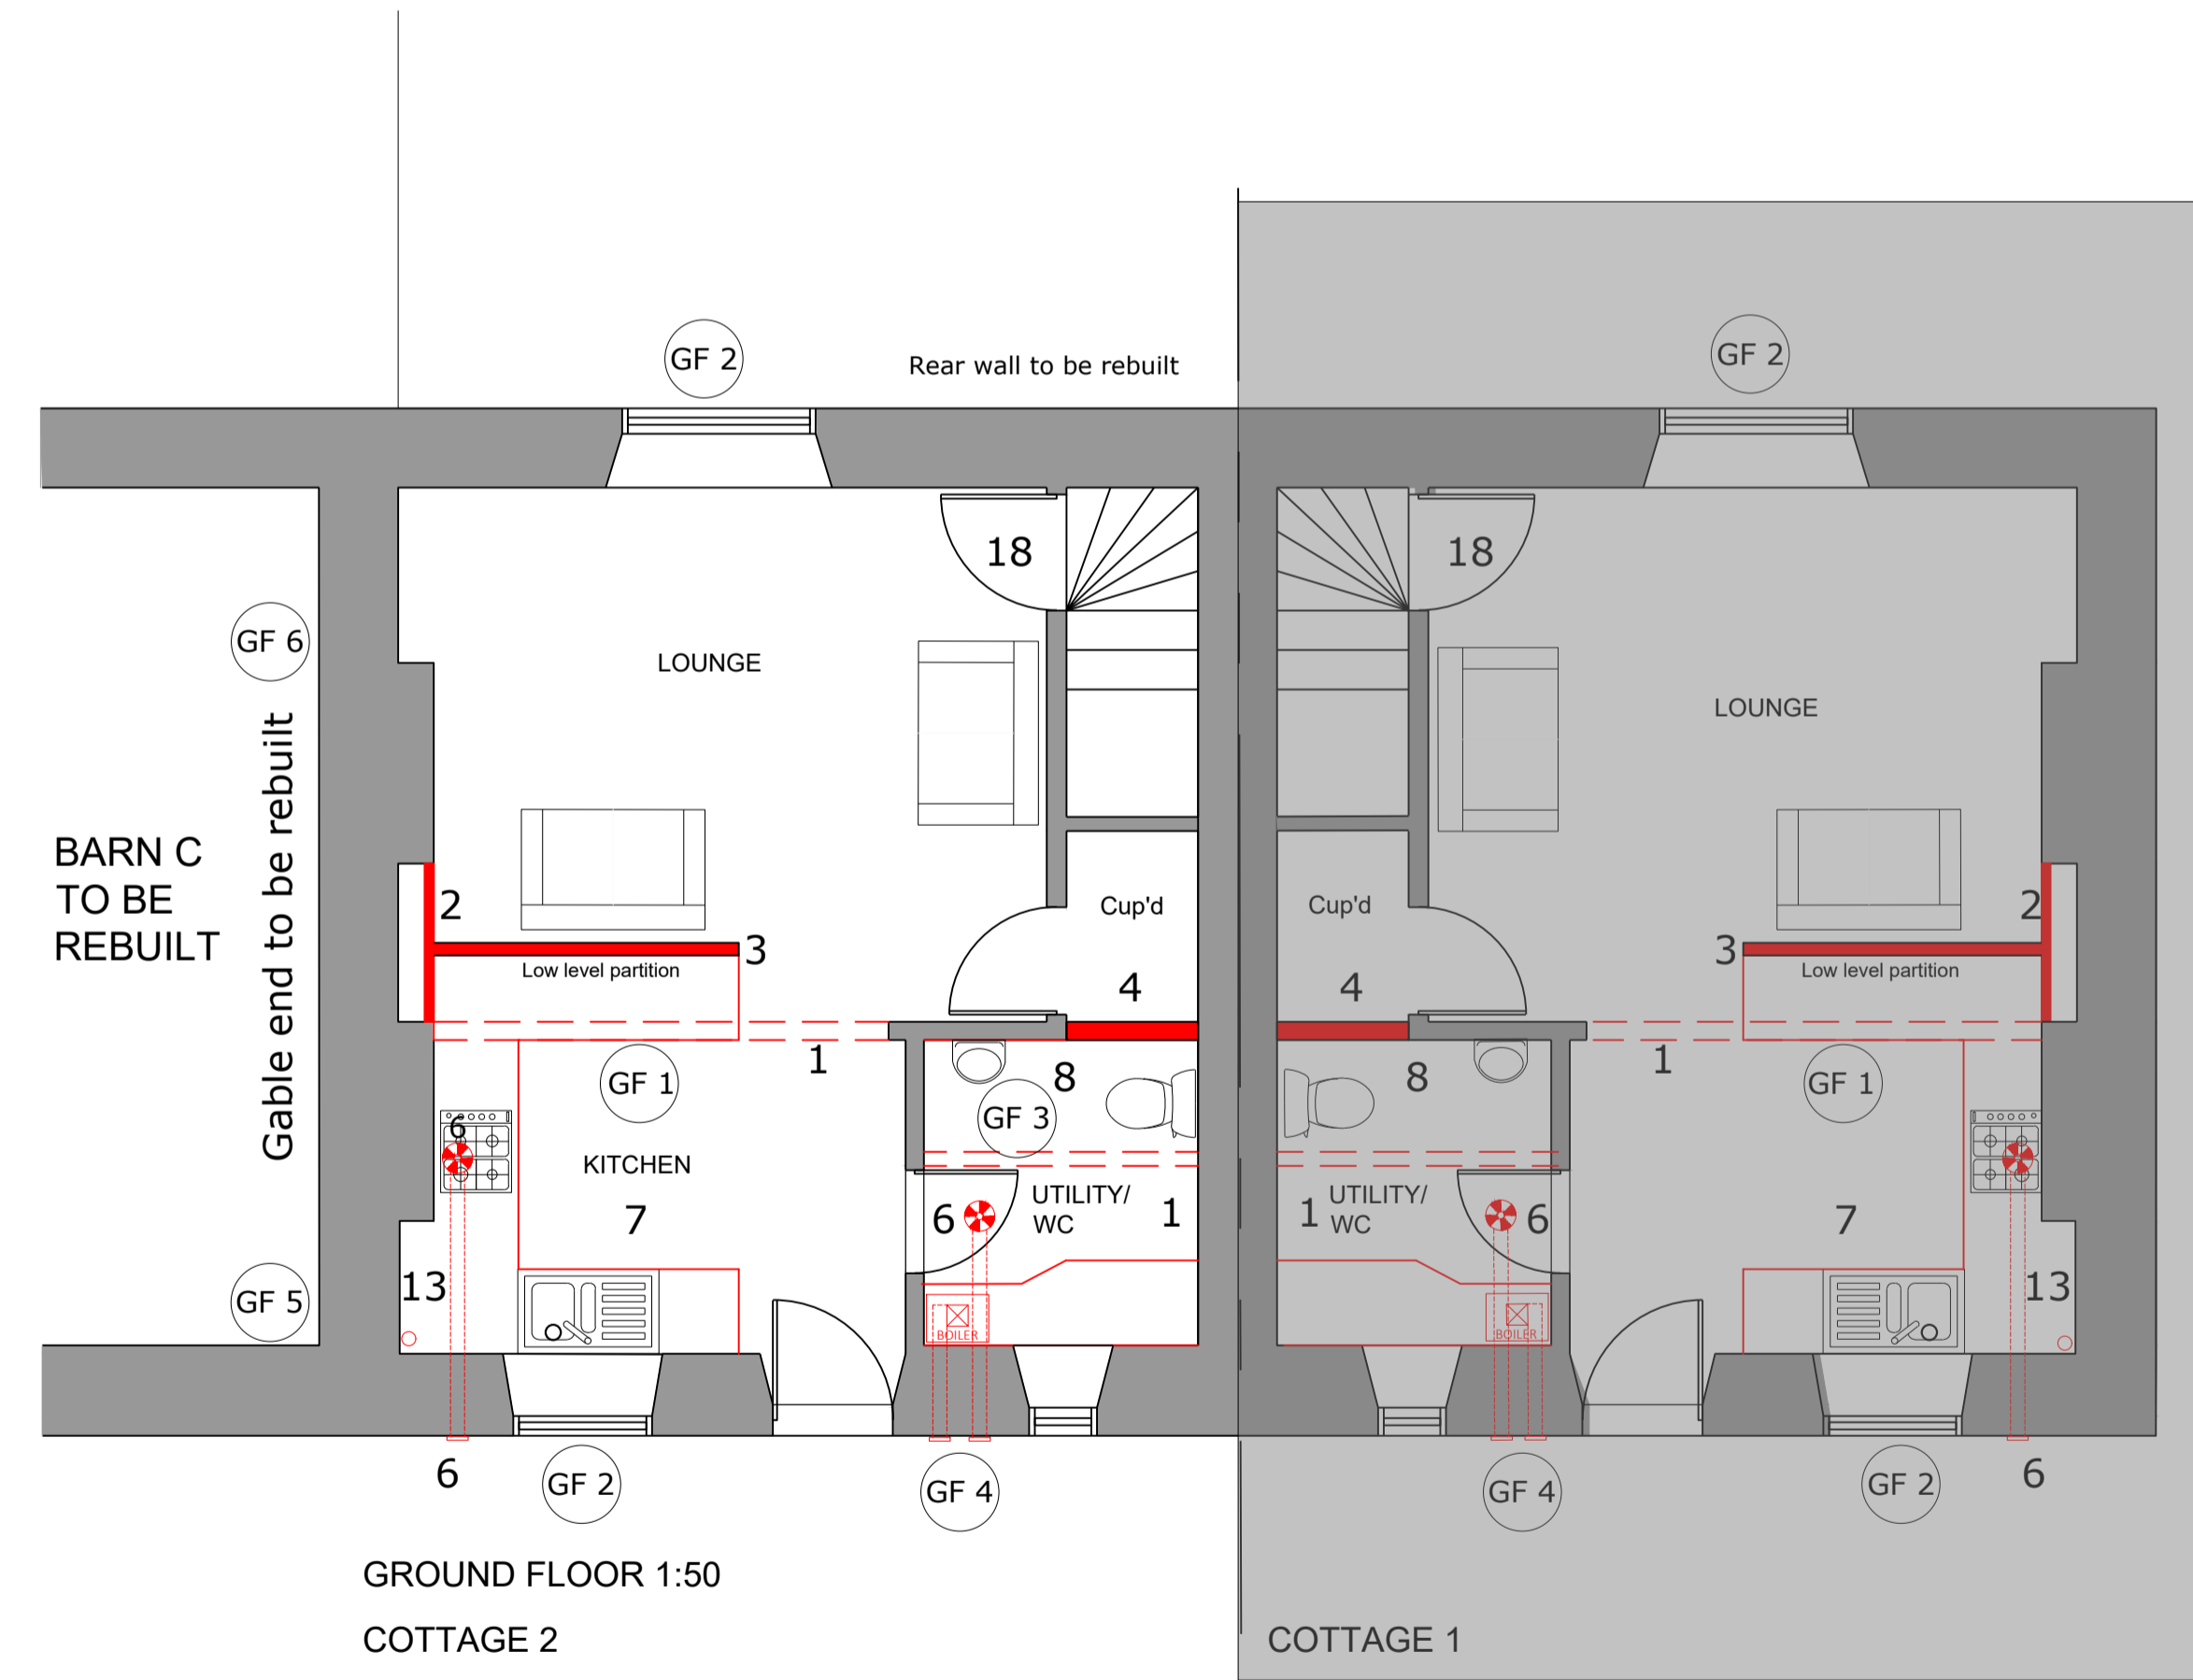 GF 2
GF 2
Rear wall to be rebuilt
18
18
GF 6
LOUNGE
LOUNGE
Gable end to be rebuilt
BARN C
TO BE
REBUILT
2
Cup'd
Cup'd
2
3
3
Low level partition
Low level partition
4
4
1
1
GF 1
8
8
GF 1
GF 3
6
KITCHEN
UTILITY/
WC
UTILITY/
WC
7
6
1
1
6
7
13
13
GF 5
BOILER
BOILER
6
GF 2
GF 4
GF 4
GF 2
6
GROUND FLOOR 1:50
COTTAGE 2
COTTAGE 1